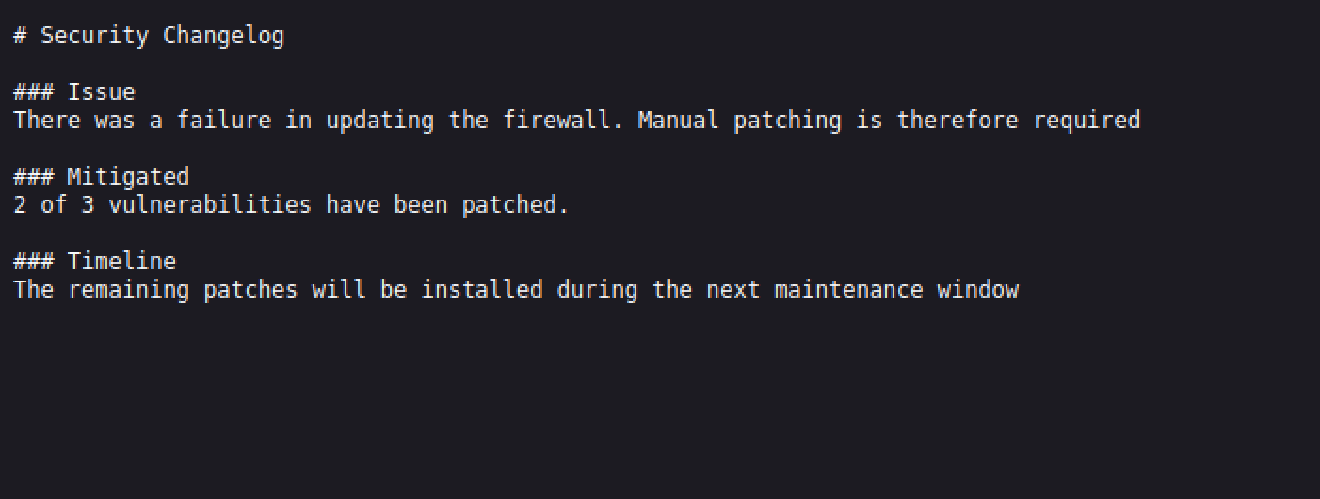 # Security Changelog
### Issue
There was a failure in updating the firewall. Manual patching is therefore required
### Mitigated
2 of 3 vulnerabilities have been patched.
### Timeline
The remaining patches will be installed during the next maintenance window